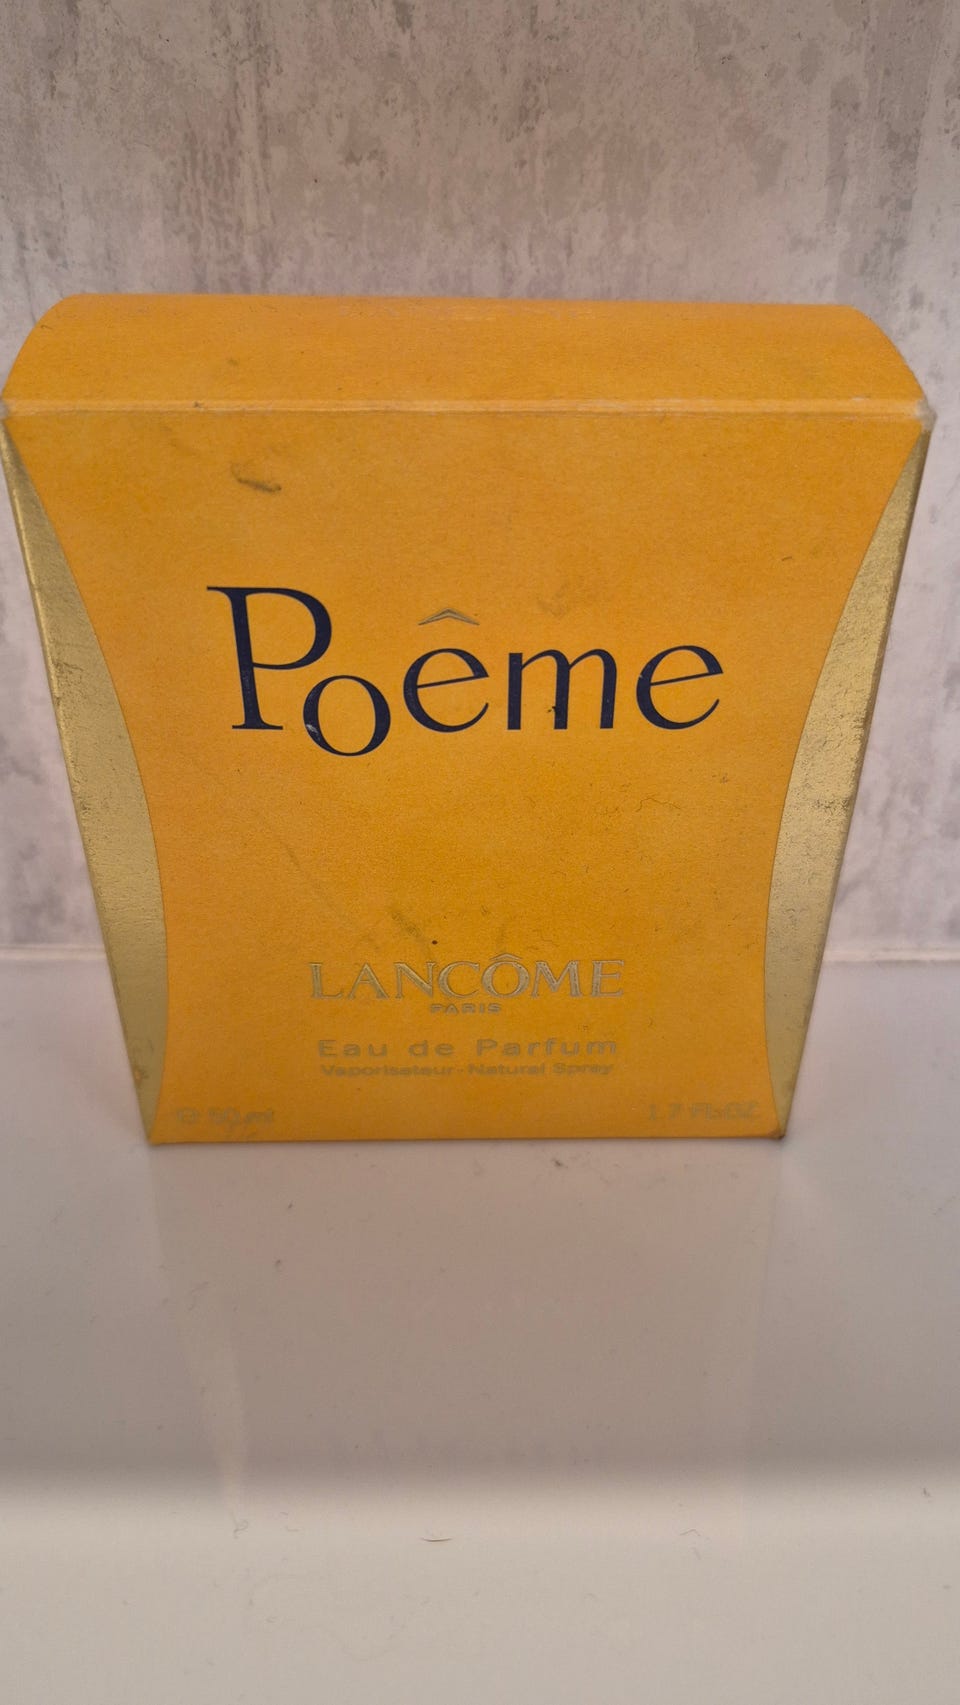 Poême
LANCÔME
PARIS
Eau de Parfum
Vaporisateur - Natural Spray
℮ 50 ml
1.7 FL.OZ